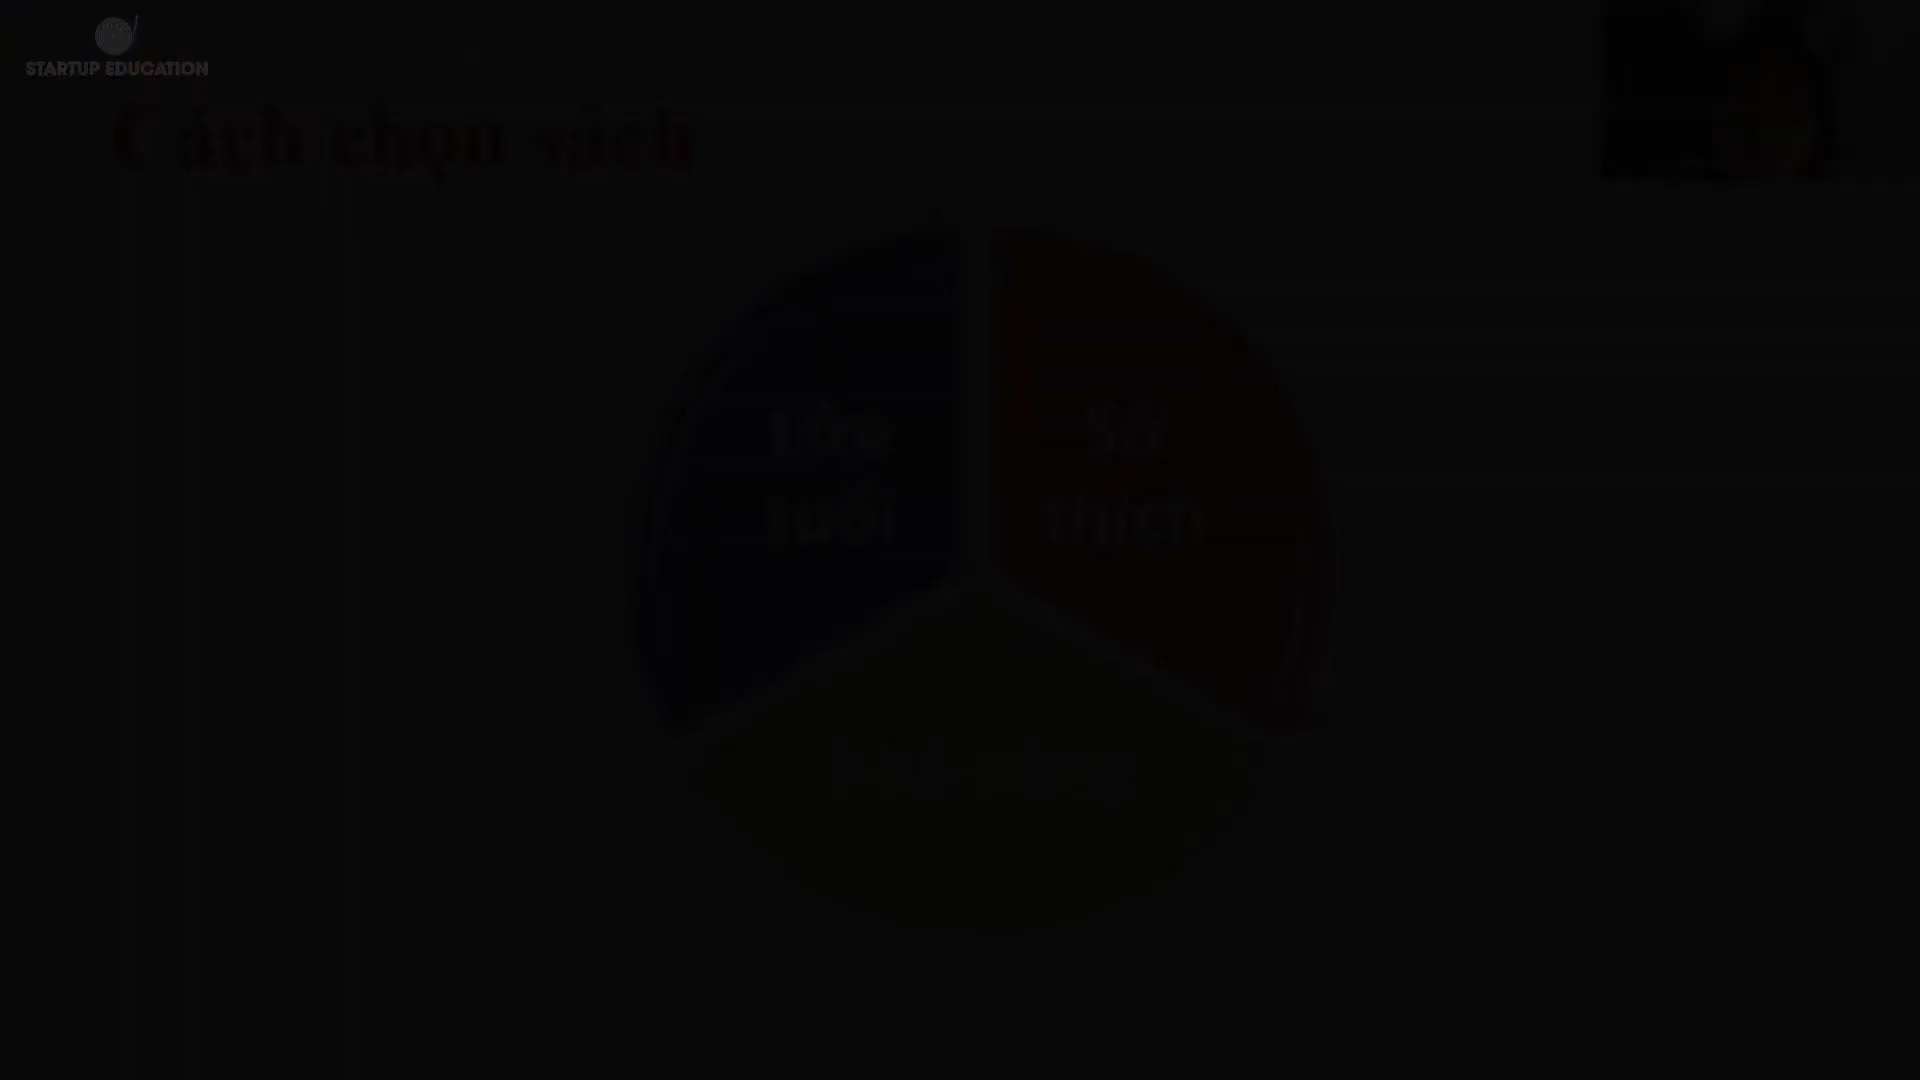 STARTUP EDUCATION
Cách chọn sách
Lứa
tuổi
Sở
thích